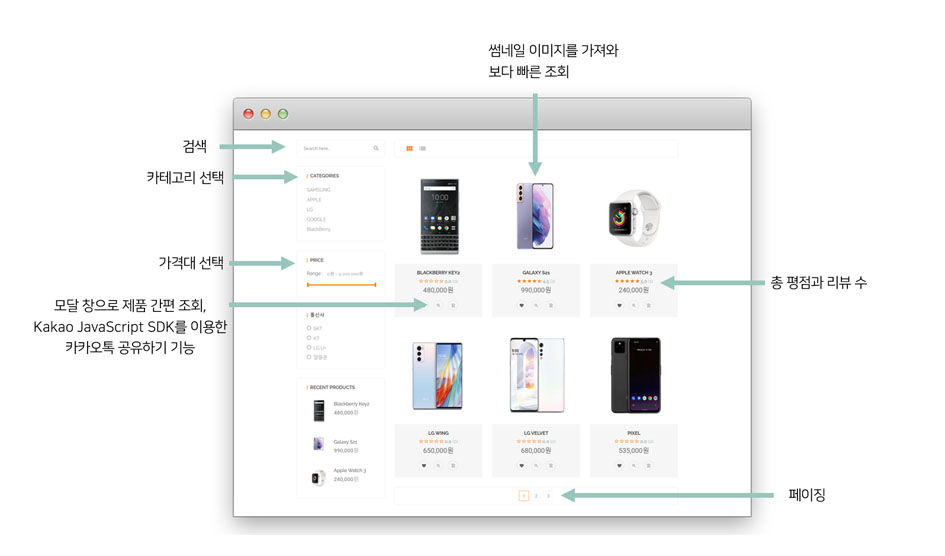 썸네일 이미지를 가져와
보다 빠른 조회
검색
카테고리 선택
가격대 선택
모달 창으로 제품 간편 조회,
Kakao JavaScript SDK를 이용한
카카오톡 공유하기 기능
Search here..
CATEGORIES
SAMSUNG
APPLE
LG
GOOGLE
BlackBerry
PRICE
Range:
통신사
SKT
KT
LGU+
알뜰폰
RECENT PRODUCTS
Blackberry Key2
480,000원
Galaxy S21
990,000원
Apple Watch 3
240,000원
BLACKBERRY KEY2
480,000원
GALAXY S21
990,000원
APPLE WATCH 3
240,000원
LG WING
650,000원
LG VELVET
680,000원
PIXEL
535,000원
1 2 3
총 평점과 리뷰 수
페이징